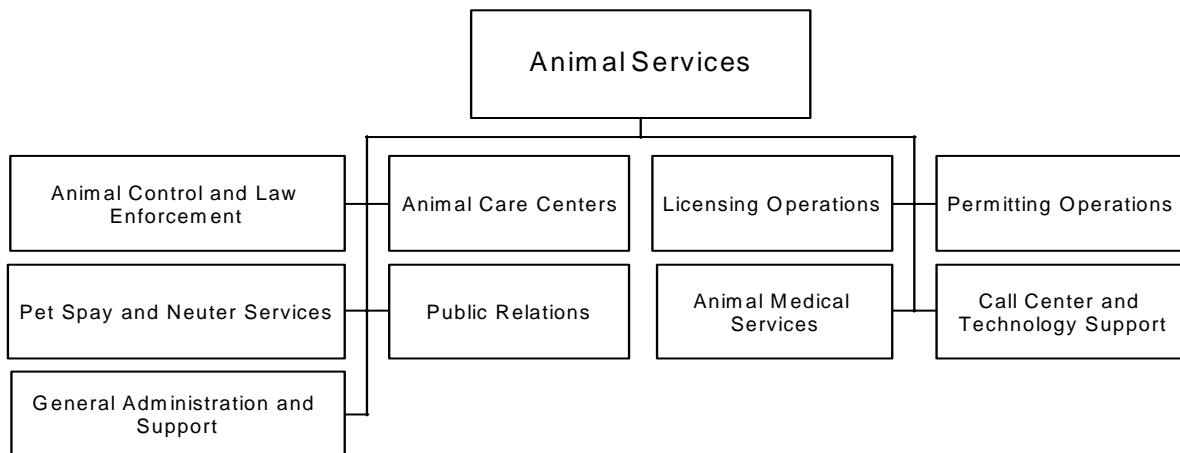 Animal Services
Animal Control and Law
Enforcement
Animal Care Centers
Licensing Operations
Permitting Operations
Pet Spay and Neuter Services
Public Relations
Animal Medical
Services
Call Center and
Technology Support
General Administration and
Support